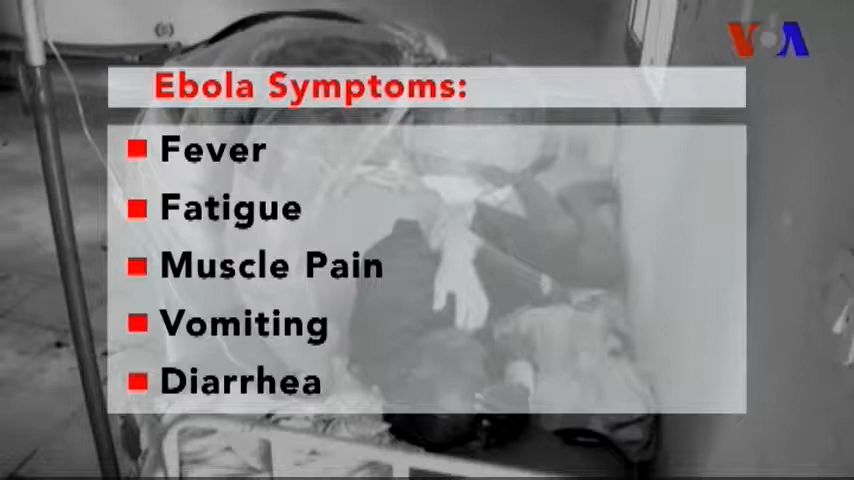 VOA
Ebola Symptoms:
Fever
Fatigue
Muscle Pain
Vomiting
Diarrhea